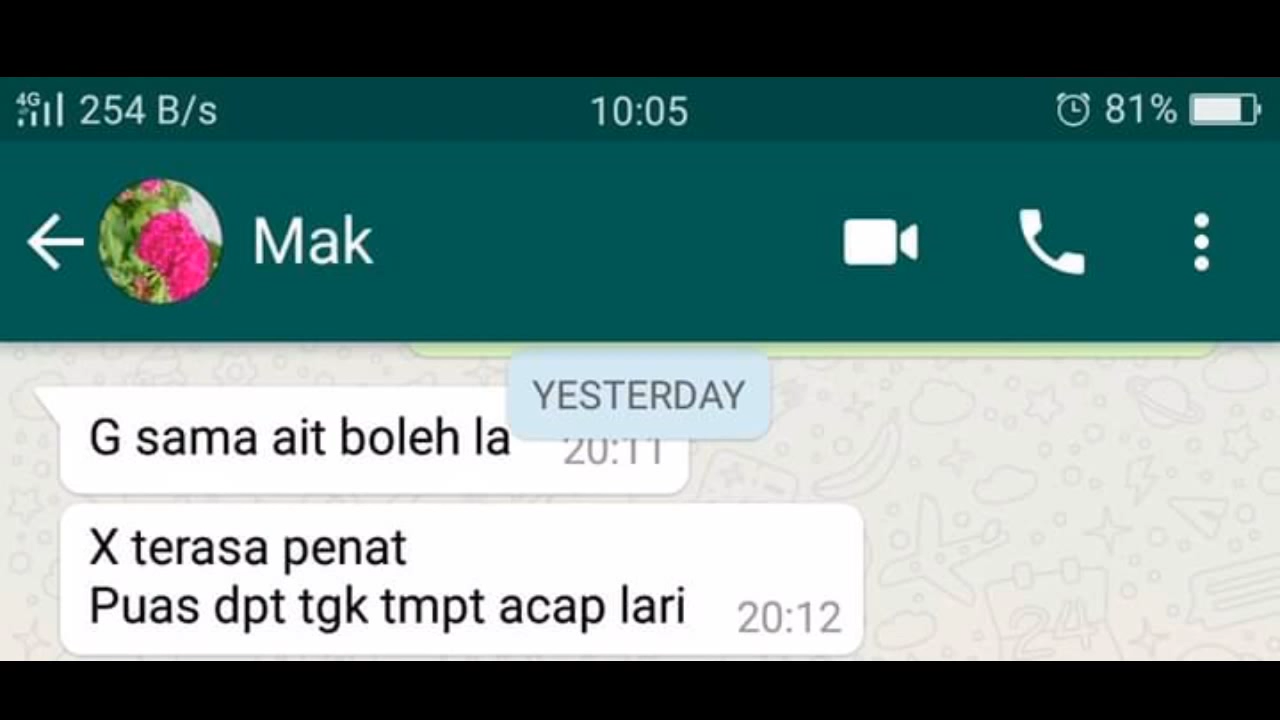 4G 254 B/s 10:05 81%
Mak
YESTERDAY
G sama ait boleh la 20:11
X terasa penat
Puas dpt tgk tmpt acap lari 20:12